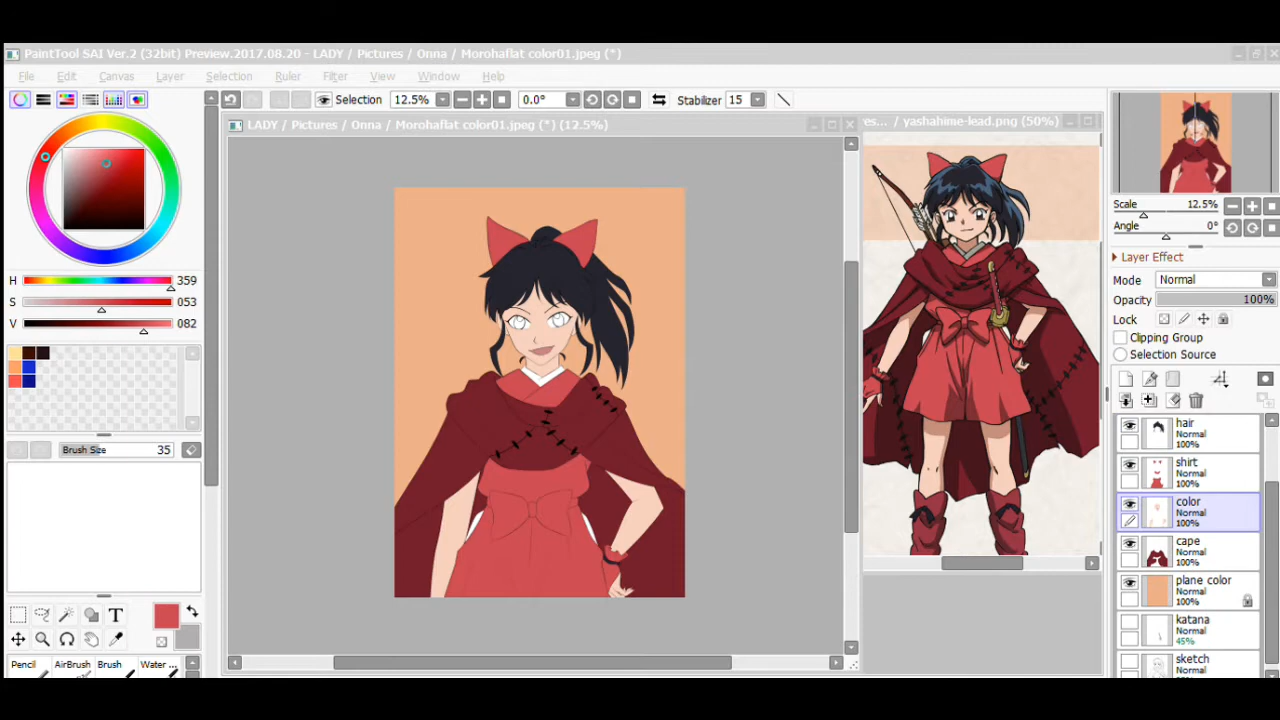 PaintTool SAI Ver.2 (32bit) Preview.2017.08.20 - LADY / Pictures / Onna / Morohaflat color01.jpeg (*)
File Edit Canvas Layer Selection Ruler Filter View Window Help
Selection 12.5% 0.0° Stabilizer 15
LADY / Pictures / Onna / Morohaflat color01.jpeg (*) (12.5%)
es... / yashahime-lead.png (50%)
H 359
S 053
V 082
Brush Size 35
T
Pencil AirBrush Brush Water ...
Scale 12.5%
Angle 0°
Layer Effect
Mode Normal
Opacity 100%
Lock
Clipping Group
Selection Source
hair
Normal
100%
shirt
Normal
100%
color
Normal
100%
cape
Normal
100%
plane color
Normal
100%
katana
Normal
45%
sketch
Normal